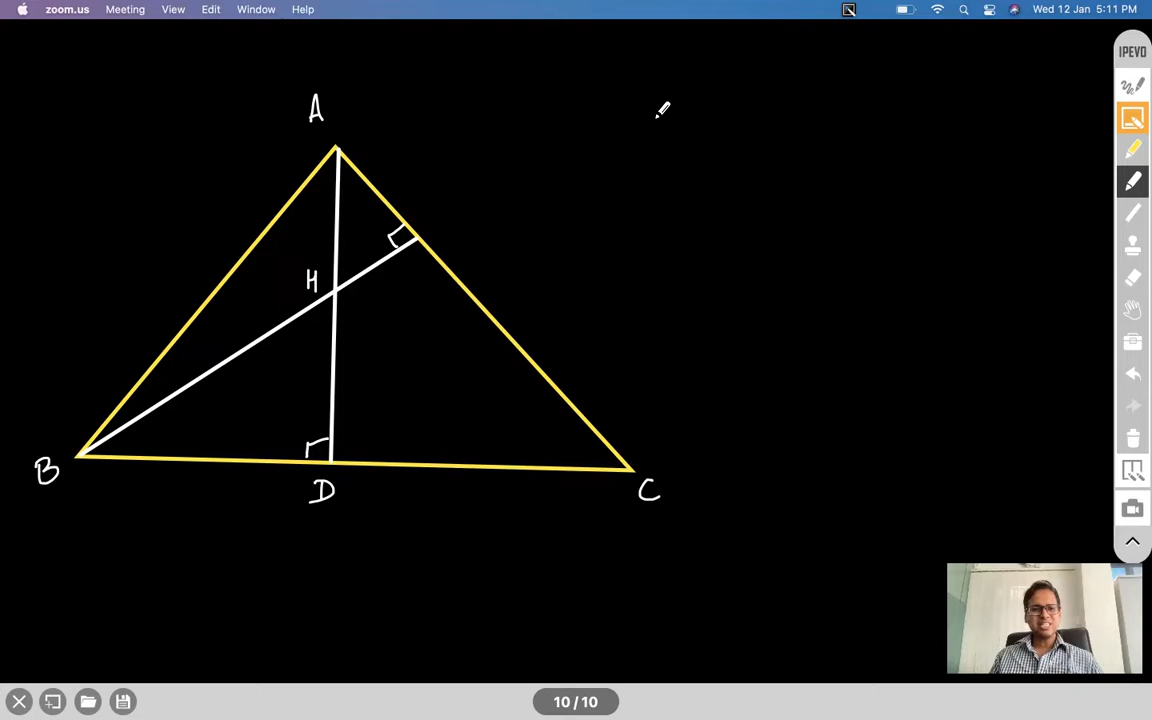 zoom.us Meeting View Edit Window Help Wed 12 Jan 5:11 PM
IPEVO
A
H
B
D
C
10 / 10